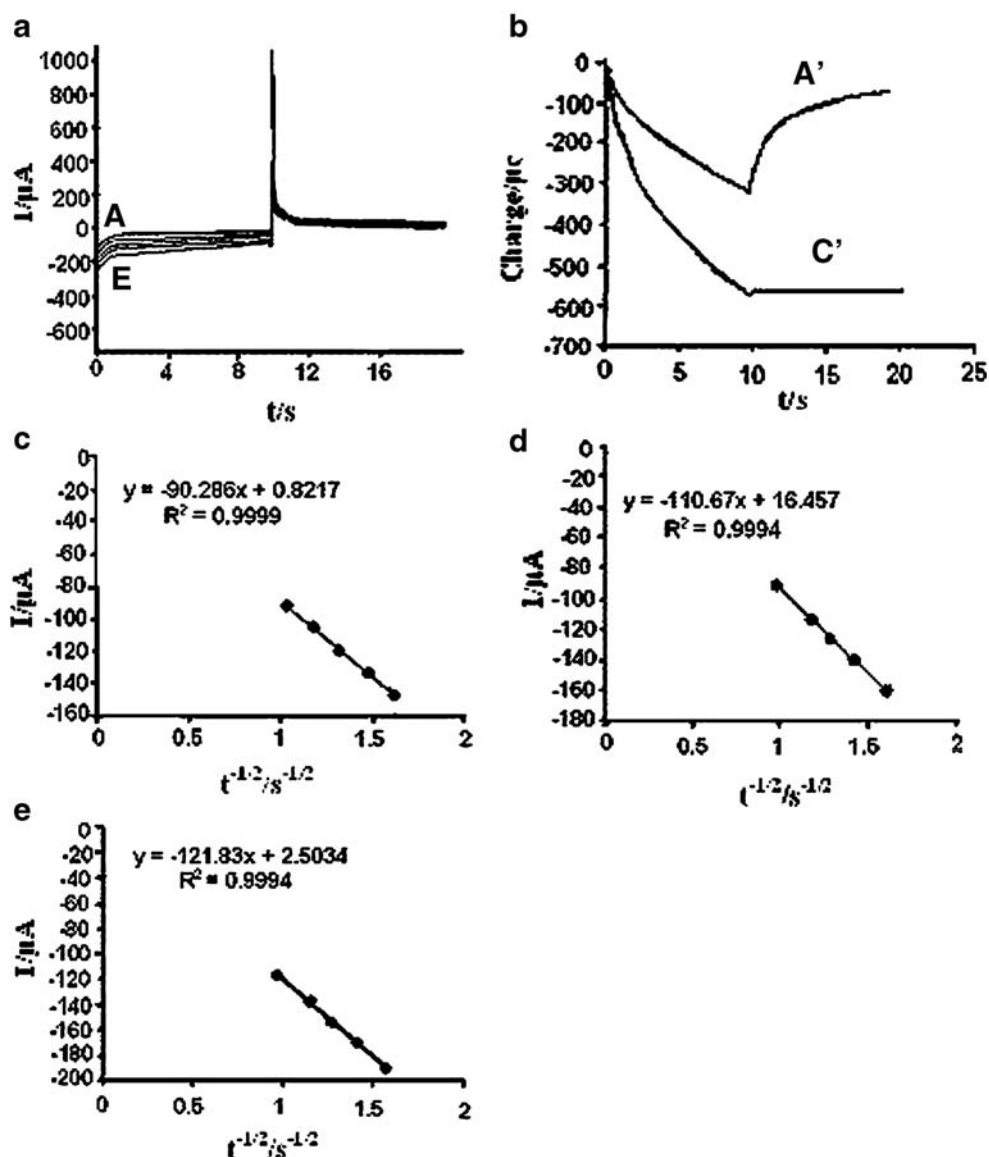 a
1000
800
600
400
200
0
-200
-400
-600
I/μA
A
E
0 4 8 12 16
t/s
b
0
-100
-200
-300
-400
-500
-600
-700
Charge/μc
A’
C’
0 5 10 15 20 25
t/s
c
0
-20
-40
-60
-80
-100
-120
-140
-160
I/μA
y = -90.286x + 0.8217
R² = 0.9999
0 0.5 1 1.5 2
t⁻¹/²/s⁻¹/²
d
0
-20
-40
-60
-80
-100
-120
-140
-160
-180
I/μA
y = -110.67x + 16.457
R² = 0.9994
0 0.5 1 1.5 2
t⁻¹/²/s⁻¹/²
e
0
-20
-40
-60
-80
-100
-120
-140
-160
-180
-200
I/μA
y = -121.83x + 2.5034
R² = 0.9994
0 0.5 1 1.5 2
t⁻¹/²/s⁻¹/²